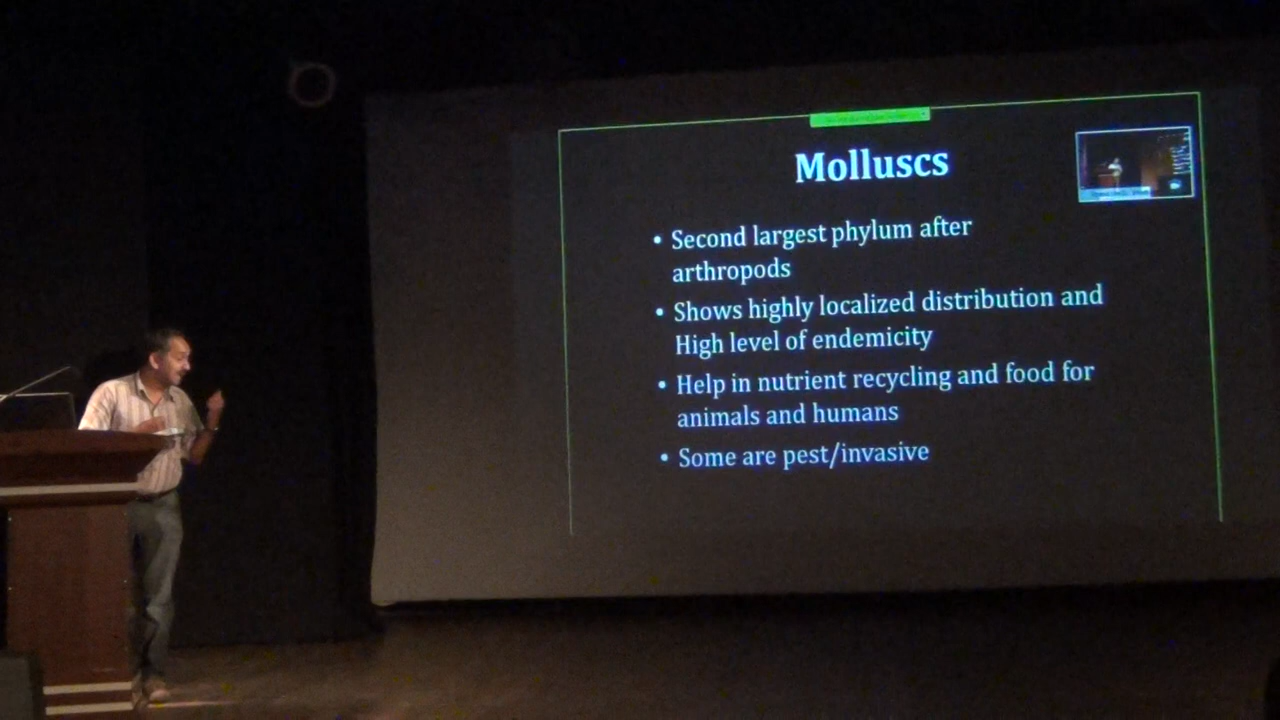 Molluscs
• Second largest phylum after
arthropods
• Shows highly localized distribution and
High level of endemicity
• Help in nutrient recycling and food for
animals and humans
• Some are pest/invasive